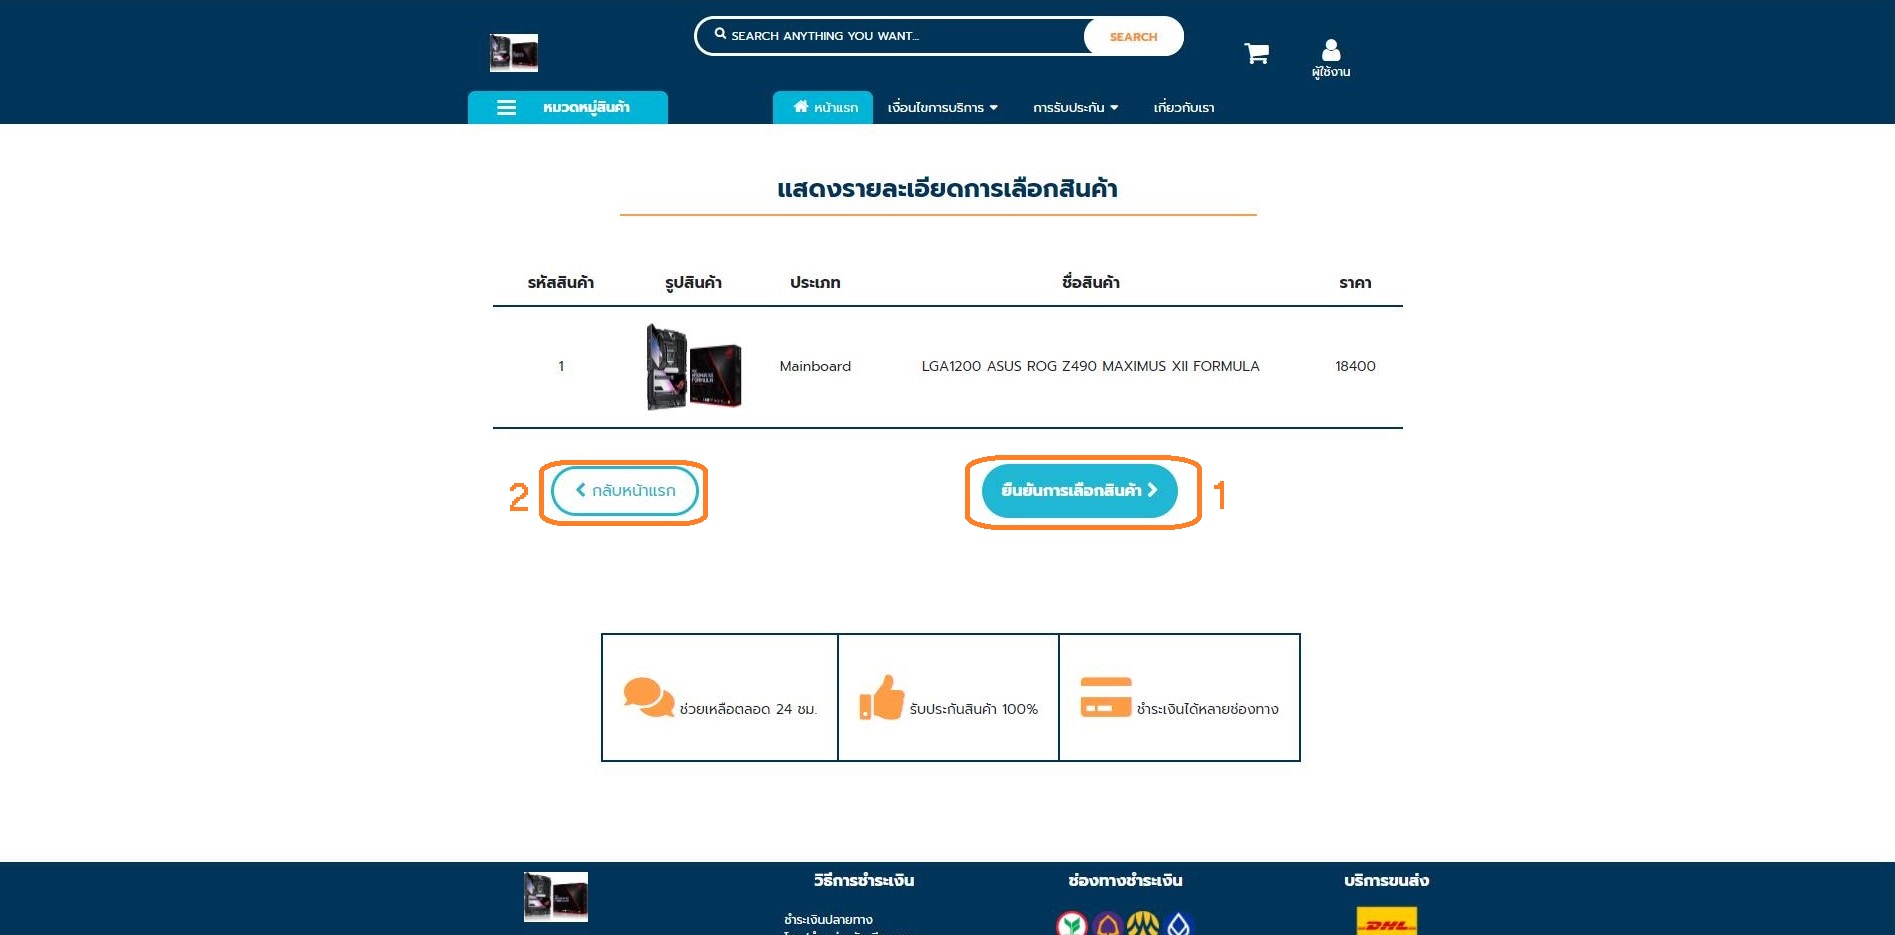 SEARCH ANYTHING YOU WANT...
SEARCH
ผู้ใช้งาน
หมวดหมู่สินค้า
หน้าแรก
เงื่อนไขการบริการ
การรับประกัน
เกี่ยวกับเรา
แสดงรายละเอียดการเลือกสินค้า
รหัสสินค้า รูปสินค้า ประเภท ชื่อสินค้า ราคา
1 Mainboard LGA1200 ASUS ROG Z490 MAXIMUS XII FORMULA 18400
2 กลับหน้าแรก
ยืนยันการเลือกสินค้า 1
ช่วยเหลือตลอด 24 ชม.
รับประกันสินค้า 100%
ชำระเงินได้หลายช่องทาง
วิธีการชำระเงิน
ช่องทางชำระเงิน
บริการขนส่ง
ชำระเงินปลายทาง
DHL